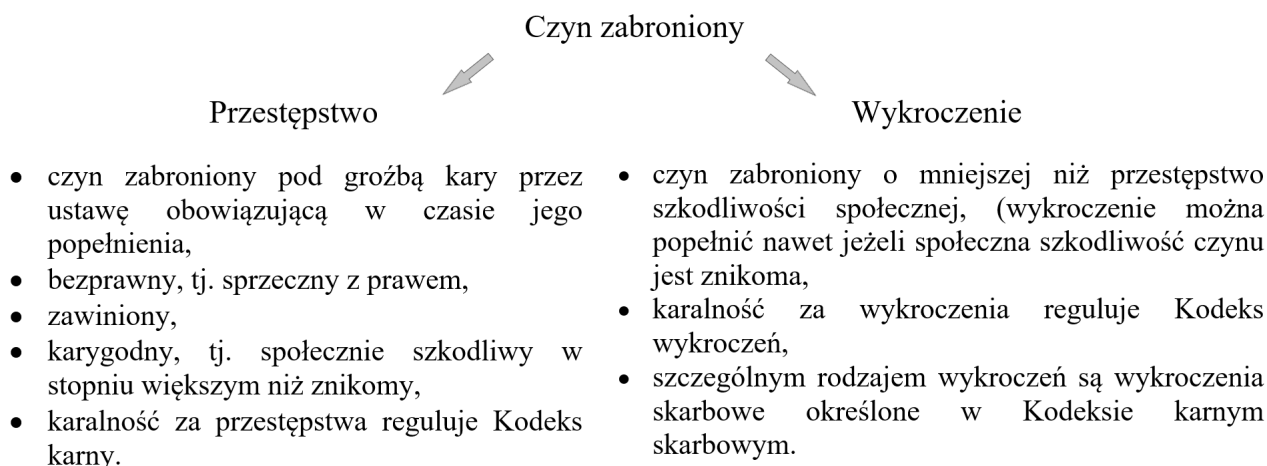 Czyn zabroniony
Przestępstwo
• czyn zabroniony pod groźbą kary przez
ustawę obowiązującą w czasie jego
popełnienia,
• bezprawny, tj. sprzeczny z prawem,
• zawiniony,
• karygodny, tj. społecznie szkodliwy w
stopniu większym niż znikomy,
• karalność za przestępstwa reguluje Kodeks
karny.
Wykroczenie
• czyn zabroniony o mniejszej niż przestępstwo
szkodliwości społecznej, (wykroczenie można
popełnić nawet jeżeli społeczna szkodliwość czynu
jest znikoma,
• karalność za wykroczenia reguluje Kodeks
wykroczeń,
• szczególnym rodzajem wykroczeń są wykroczenia
skarbowe określone w Kodeksie karnym
skarbowym.